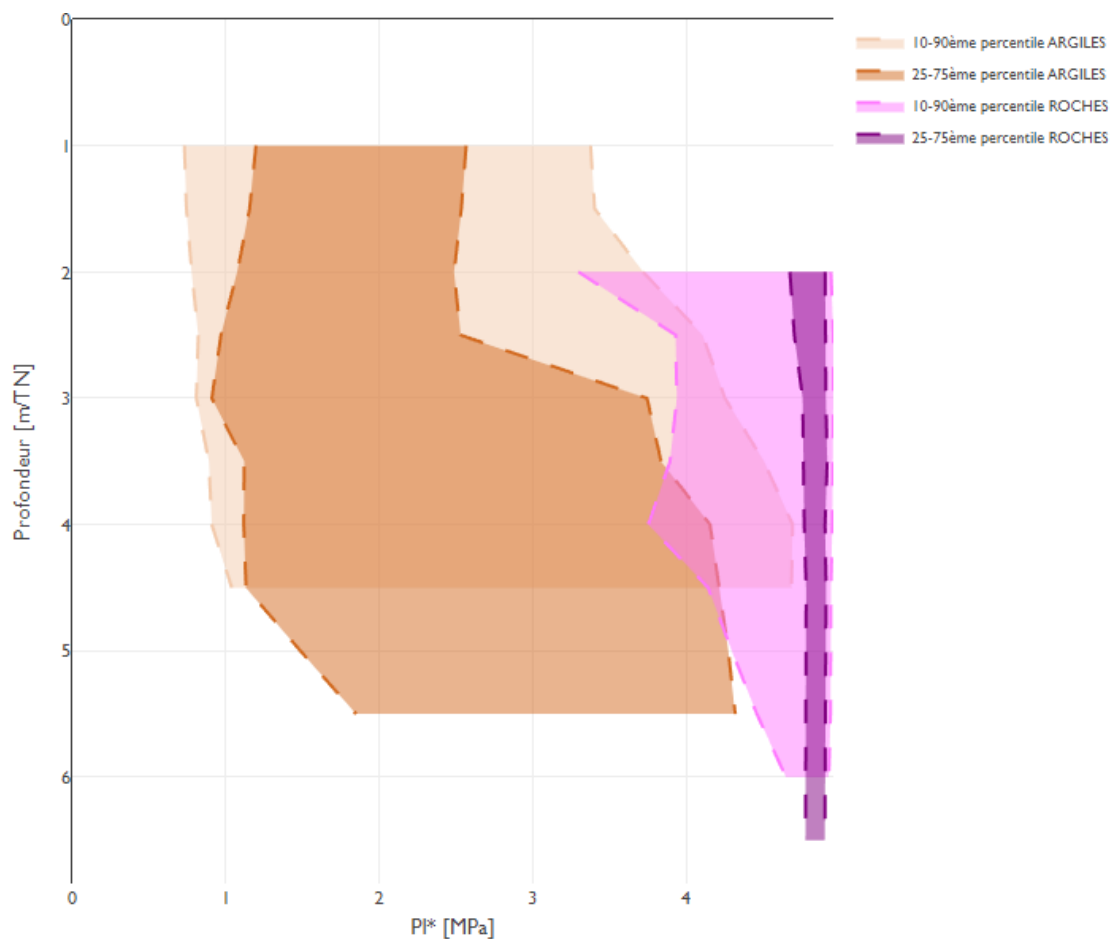 10-90ème percentile ARGILES
25-75ème percentile ARGILES
10-90ème percentile ROCHES
25-75ème percentile ROCHES
0
1
2
3
4
5
6
Profondeur [m/TN]
0
1
2
3
4
Pl* [MPa]